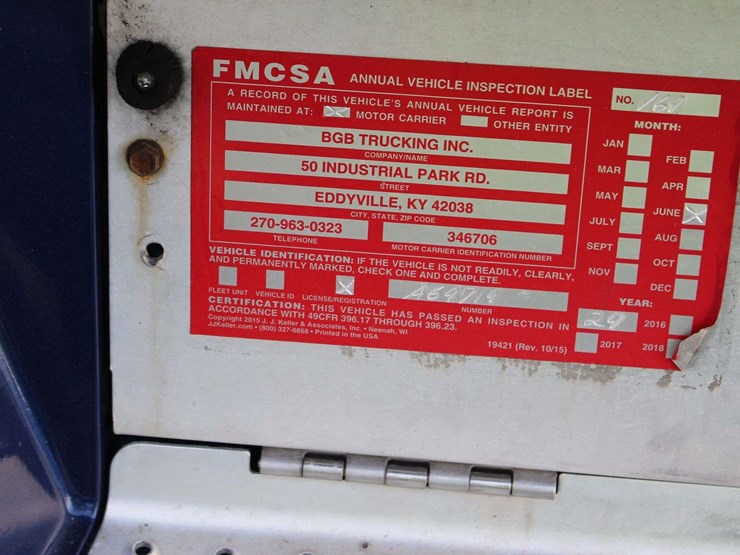 FMCSA ANNUAL VEHICLE INSPECTION LABEL
NO.
A RECORD OF THIS VEHICLE'S ANNUAL VEHICLE REPORT IS
MAINTAINED AT: X MOTOR CARRIER OTHER ENTITY
BGB TRUCKING INC.
COMPANY/NAME
50 INDUSTRIAL PARK RD.
STREET
EDDYVILLE, KY 42038
CITY, STATE, ZIP CODE
270-963-0323 346706
TELEPHONE MOTOR CARRIER IDENTIFICATION NUMBER
VEHICLE IDENTIFICATION: IF THE VEHICLE IS NOT READILY, CLEARLY,
AND PERMANENTLY MARKED, CHECK ONE AND COMPLETE.
X
FLEET UNIT VEHICLE ID LICENSE/REGISTRATION NUMBER
CERTIFICATION: THIS VEHICLE HAS PASSED AN INSPECTION IN
ACCORDANCE WITH 49CFR 396.17 THROUGH 396.23.
Copyright 2015 J. J. Keller & Associates, Inc. • Neenah, WI
JJKeller.com • (800) 327-6868 • Printed in the USA
19421 (Rev. 10/15)
MONTH:
JAN FEB
MAR APR
MAY JUNE X
JULY AUG
SEPT OCT
NOV DEC
YEAR:
24 2016
2017 2018